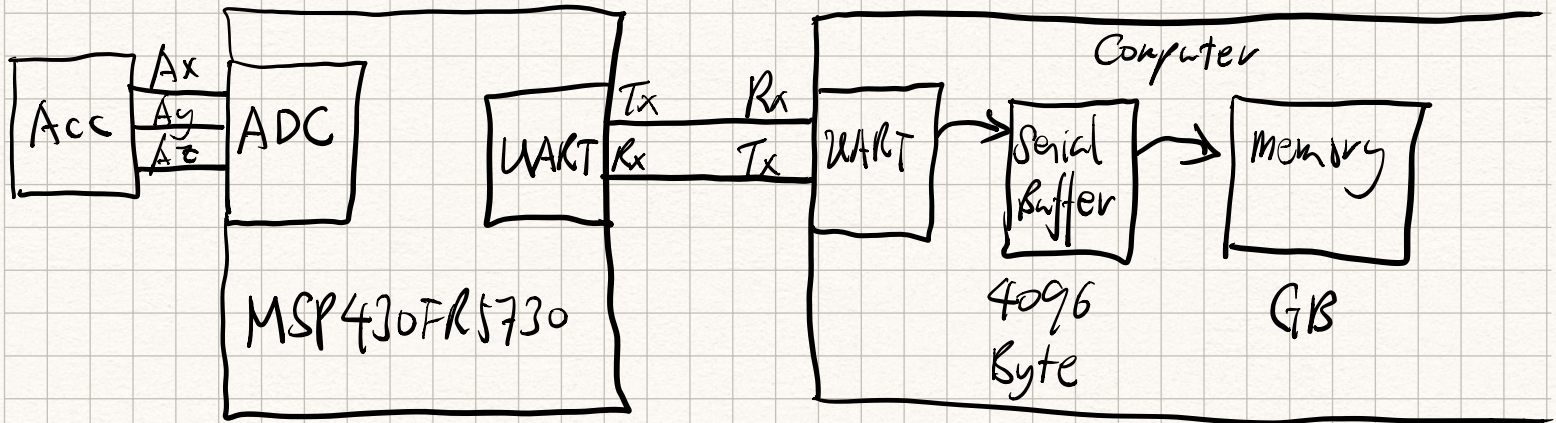 Computer
Acc
Ax
Ay
Az
ADC
UART
Tx
Rx
Rx
Tx
UART
Serial
Buffer
memory
MSP430FR5730
4096
Byte
GB